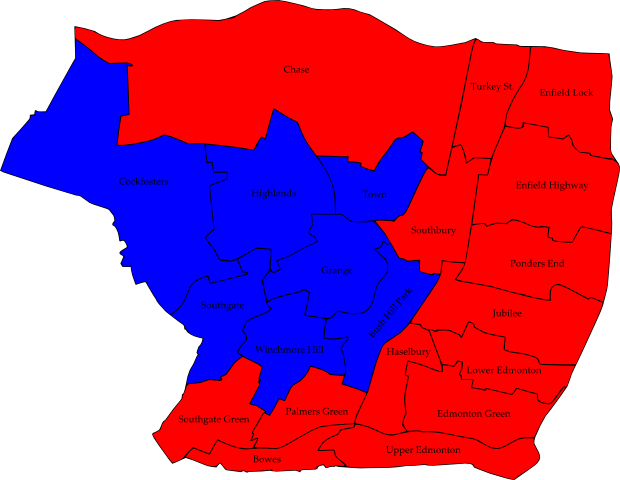 Chase
Turkey St.
Enfield Lock
Cockfosters
Highlands
Town
Enfield Highway
Southbury
Grange
Ponders End
Southgate
Bush Hill Park
Jubilee
Winchmore Hill
Haselbury
Lower Edmonton
Southgate Green
Palmers Green
Edmonton Green
Bowes
Upper Edmonton